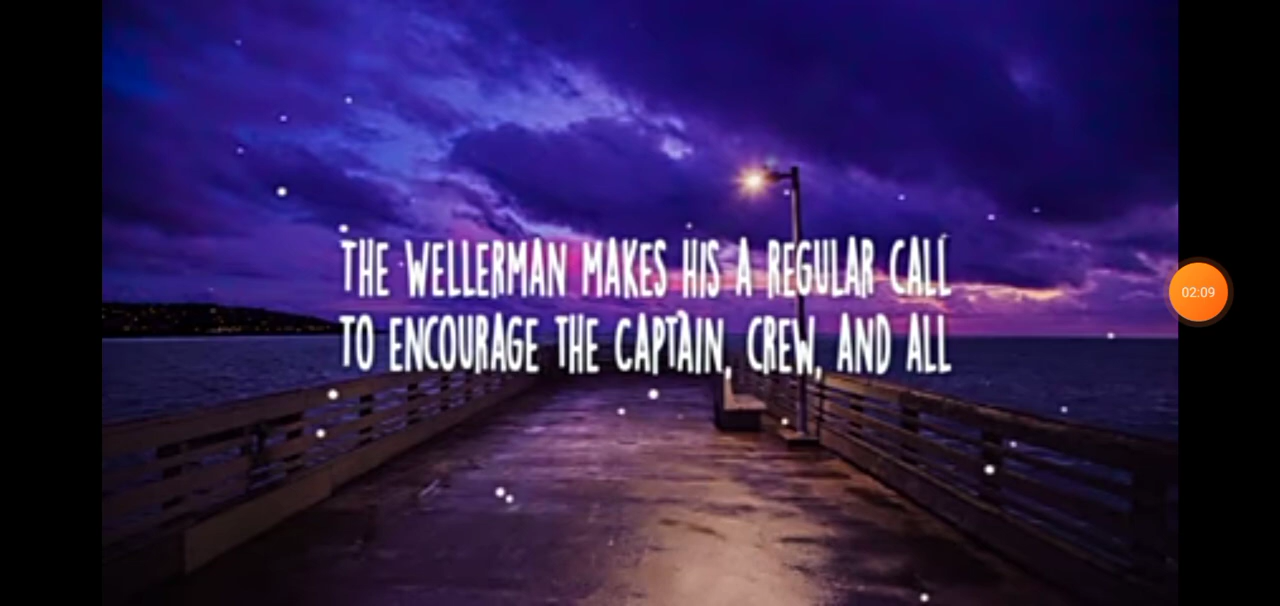 THE WELLERMAN MAKES HIS A REGULAR CALL
TO ENCOURAGE THE CAPTAIN, CREW, AND ALL
02:09